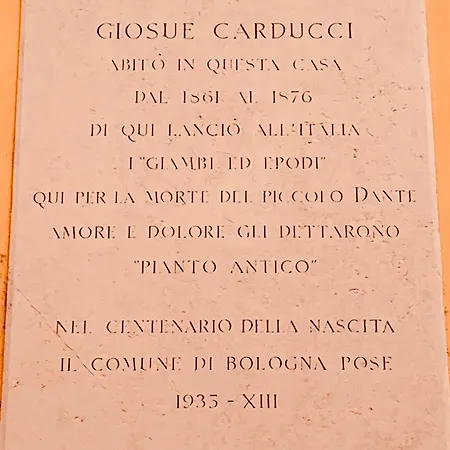 GIOSUE CARDUCCI
ABITÒ IN QUESTA CASA
DAL 1861 AL 1876
DI QUI LANCIÒ ALL'ITALIA
I "GIAMBI ED EPODI"
QUI PER LA MORTE DEL PICCOLO DANTE
AMORE E DOLORE GLI DETTARONO
"PIANTO ANTICO"
NEL CENTENARIO DELLA NASCITA
IL COMUNE DI BOLOGNA POSE
1935 - XIII